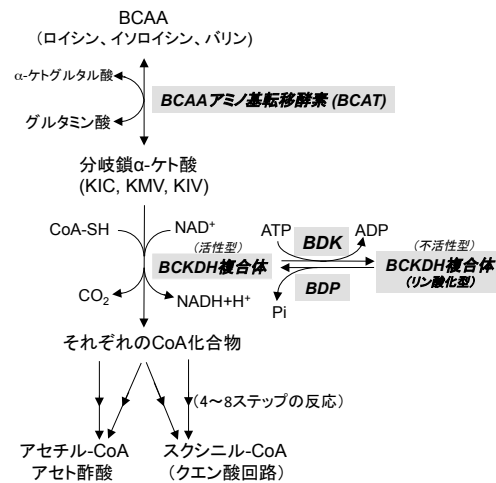 BCAA
(ロイシン、イソロイシン、バリン)
α-ケトグルタル酸
BCAAアミノ基転移酵素 (BCAT)
グルタミン酸
分岐鎖α-ケト酸
(KIC, KMV, KIV)
CoA-SH
NAD⁺
ATP
ADP
BDK
(活性型)
BCKDH複合体
(不活性型)
BCKDH複合体
(リン酸化型)
BDP
CO₂
NADH+H⁺
Pi
それぞれのCoA化合物
(4～8ステップの反応)
アセチル-CoA
アセト酢酸
スクシニル-CoA
(クエン酸回路)